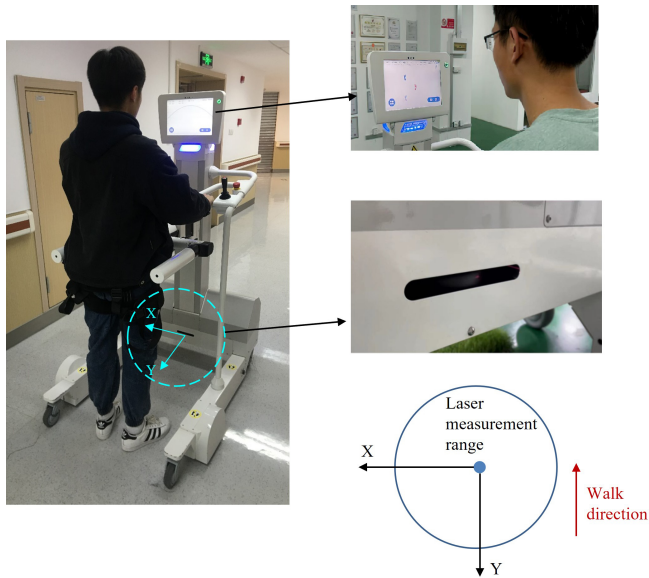 X
Y
Laser
measurement
range
X
Walk
direction
Y